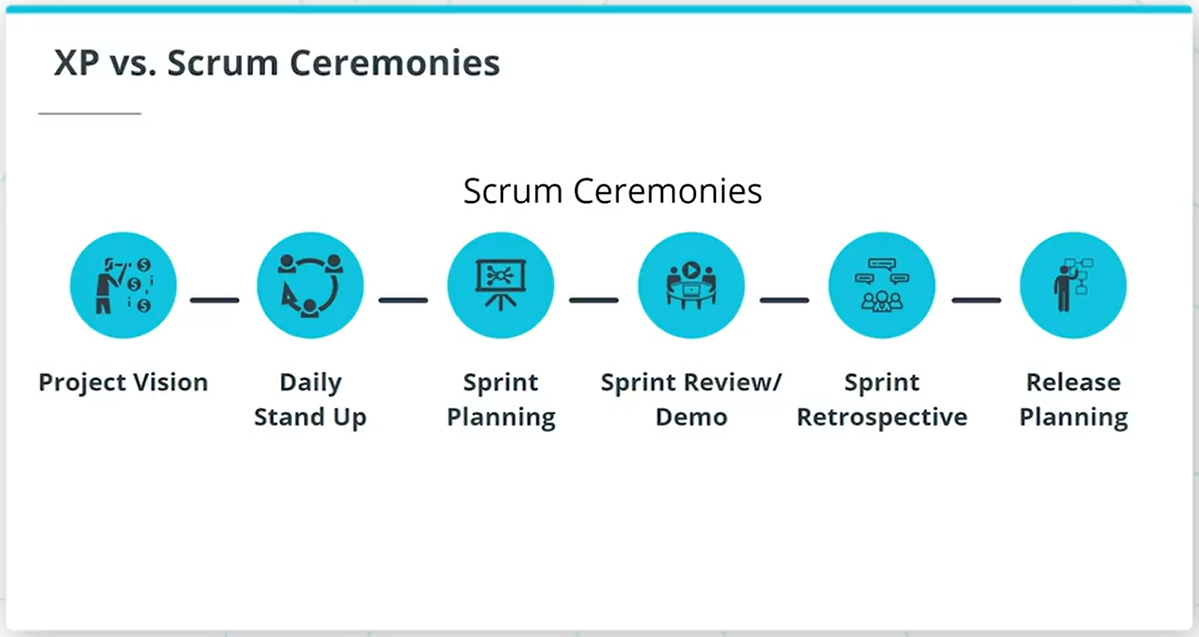 XP vs. Scrum Ceremonies
Scrum Ceremonies
Project Vision
Daily
Stand Up
Sprint
Planning
Sprint Review/
Demo
Sprint
Retrospective
Release
Planning